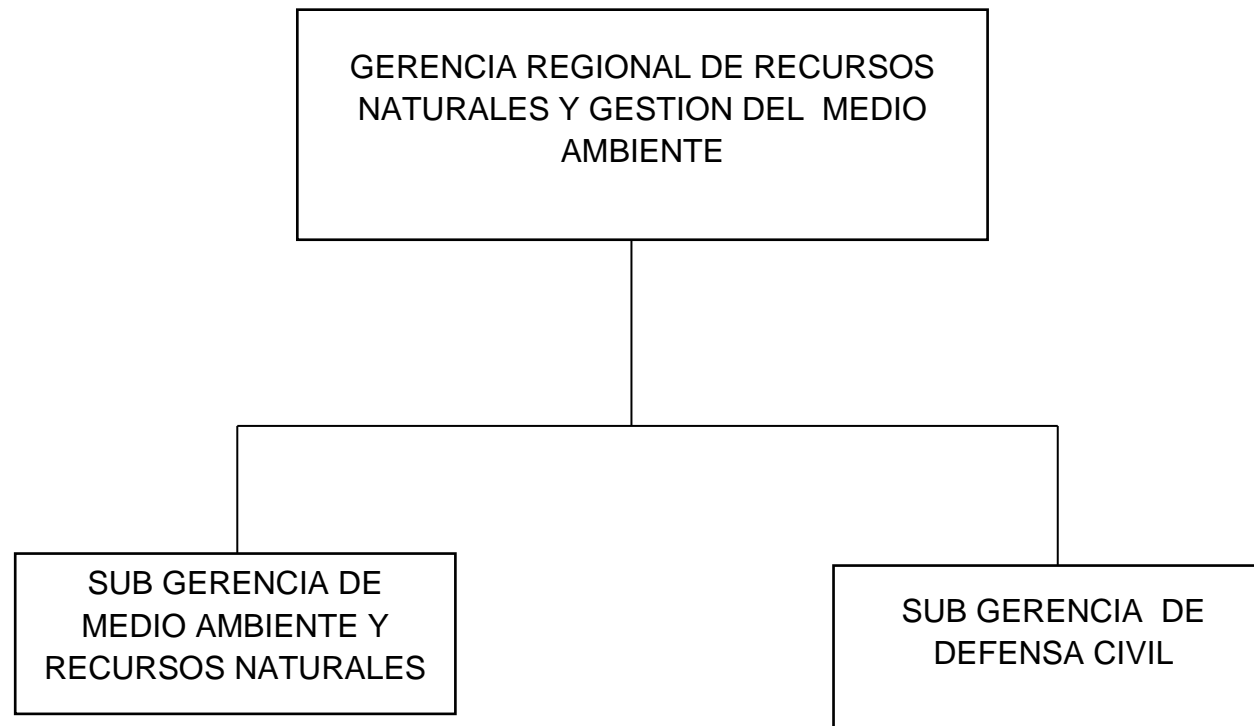 GERENCIA REGIONAL DE RECURSOS
NATURALES Y GESTION DEL  MEDIO
AMBIENTE
SUB GERENCIA DE
MEDIO AMBIENTE Y
RECURSOS NATURALES
SUB GERENCIA  DE
DEFENSA CIVIL